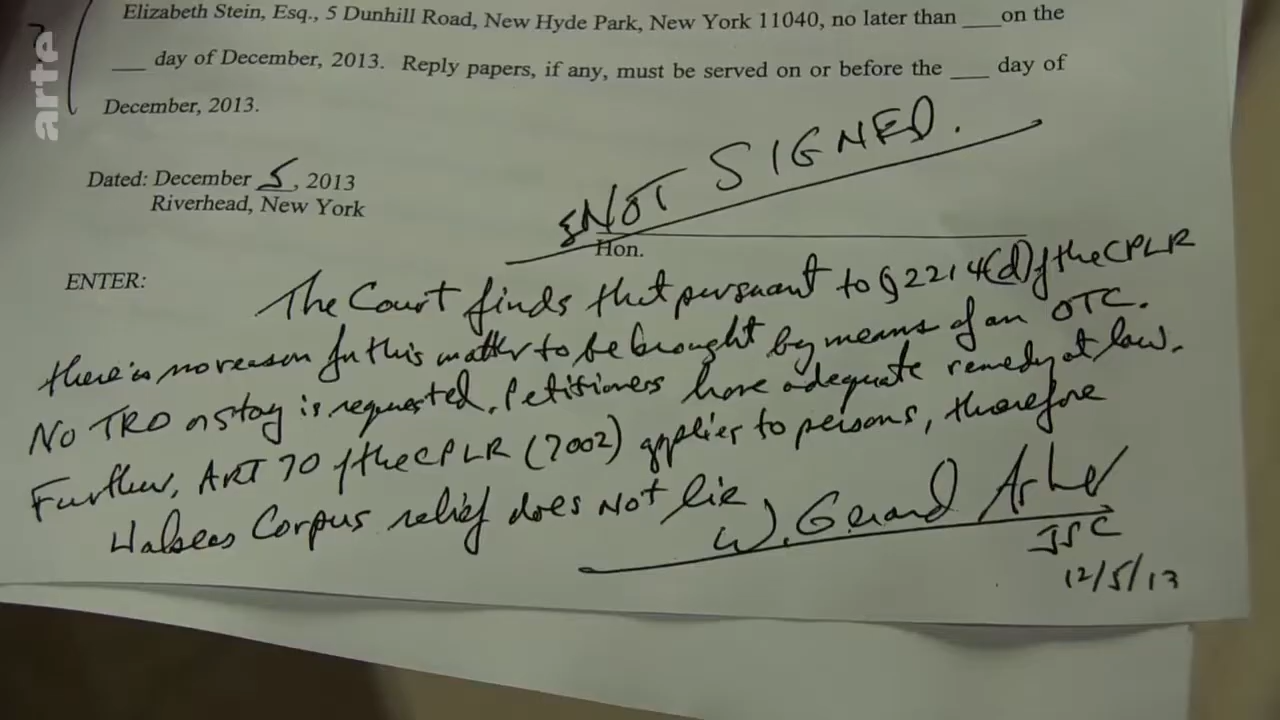 arte
Elizabeth Stein, Esq., 5 Dunhill Road, New Hyde Park, New York 11040, no later than ___on the
___ day of December, 2013. Reply papers, if any, must be served on or before the ___ day of
December, 2013.
NOT SIGNED.
Dated: December 5, 2013
Riverhead, New York
Hon.
ENTER:
The Court finds that pursuant to § 2214(d) of the CPLR
there is no reason for this matter to be brought by means of an OTC.
No TRO or stay is requested. Petitioners have adequate remedy at law.
Further, ART 70 of the CPLR (7002) applies to persons, therefore
Habeas Corpus relief does not lie
W. Gerard Asher
JSC
12/5/13